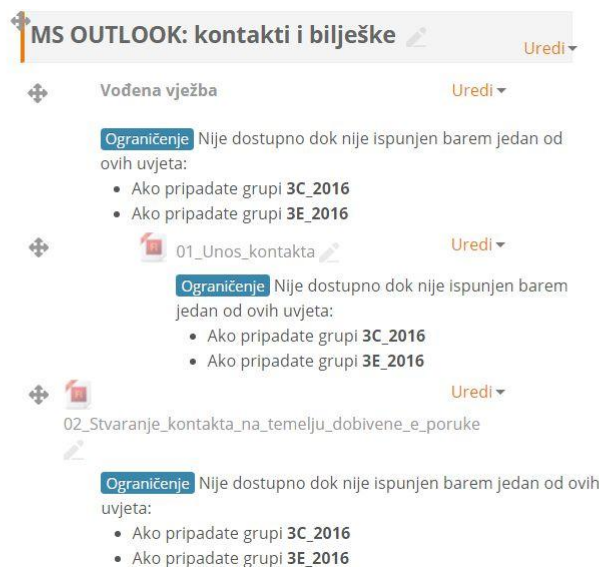 MS OUTLOOK: kontakti i bilješke
Uredi
Vođena vježba Uredi
Ograničenje Nije dostupno dok nije ispunjen barem jedan od
ovih uvjeta:
Ako pripadate grupi 3C_2016
Ako pripadate grupi 3E_2016
01_Unos_kontakta Uredi
Ograničenje Nije dostupno dok nije ispunjen barem
jedan od ovih uvjeta:
Ako pripadate grupi 3C_2016
Ako pripadate grupi 3E_2016
Uredi
02_Stvaranje_kontakta_na_temelju_dobivene_e_poruke
Ograničenje Nije dostupno dok nije ispunjen barem jedan od ovih
uvjeta:
Ako pripadate grupi 3C_2016
Ako pripadate grupi 3E_2016